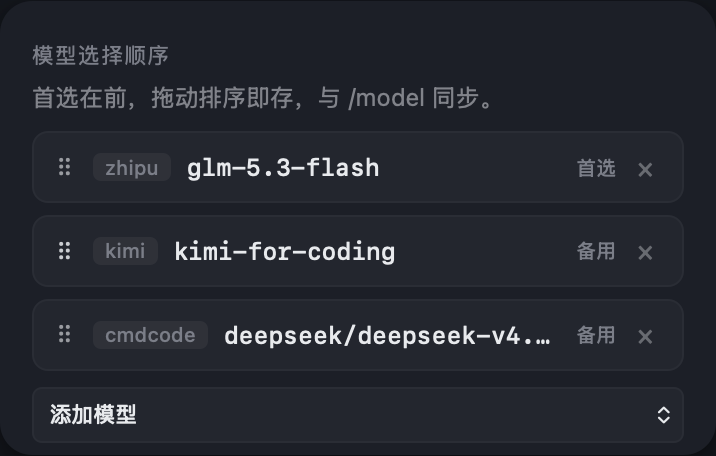 模型选择顺序
首选在前，拖动排序即存，与 /model 同步。
zhipu glm-5.3-flash 首选 ×
kimi kimi-for-coding 备用 ×
cmdcode deepseek/deepseek-v4.… 备用 ×
添加模型